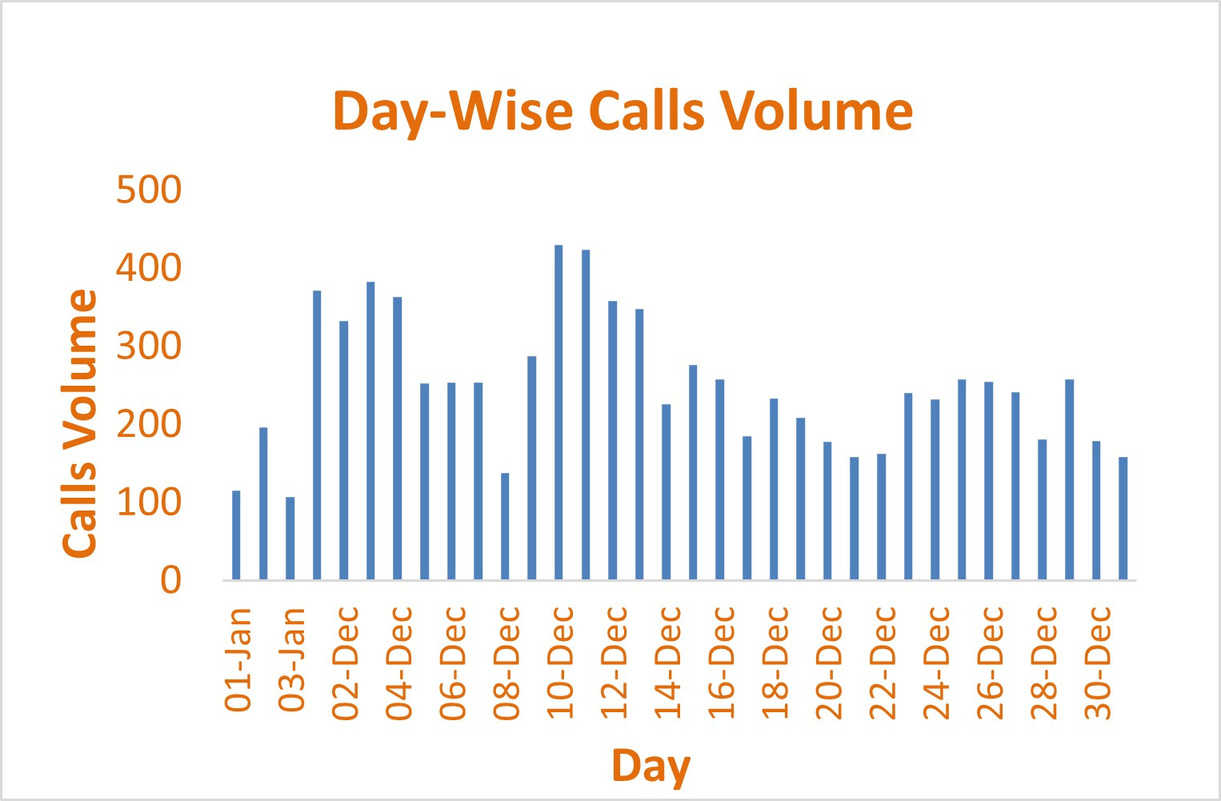 Day-Wise Calls Volume
Calls Volume
500
400
300
200
100
0
01-Jan
03-Jan
02-Dec
04-Dec
06-Dec
08-Dec
10-Dec
12-Dec
14-Dec
16-Dec
18-Dec
20-Dec
22-Dec
24-Dec
26-Dec
28-Dec
30-Dec
Day